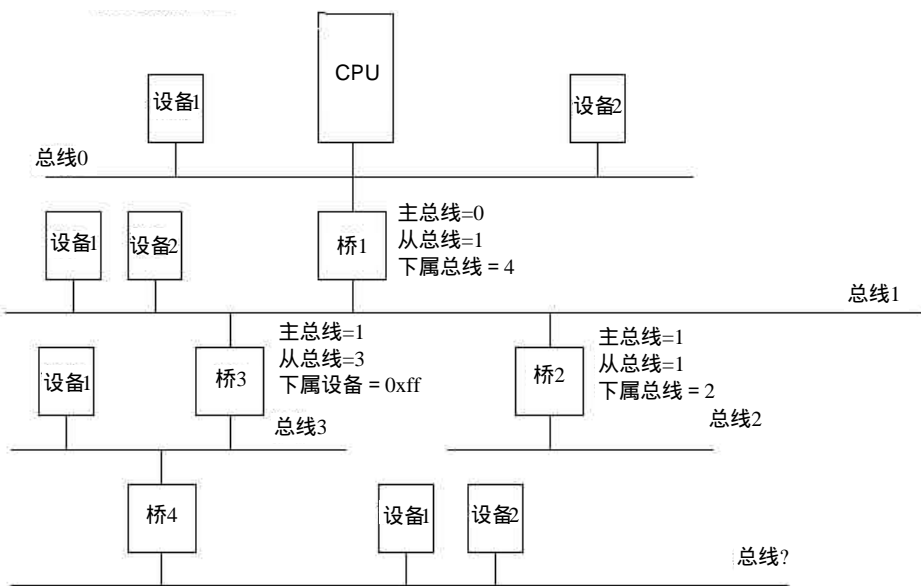 CPU
设备1
设备2
总线0
设备1
设备2
桥1
主总线=0
从总线=1
下属总线 = 4
总线1
设备1
桥3
主总线=1
从总线=3
下属设备 = 0xff
桥2
主总线=1
从总线=1
下属总线 = 2
总线3
总线2
桥4
设备1
设备2
总线?